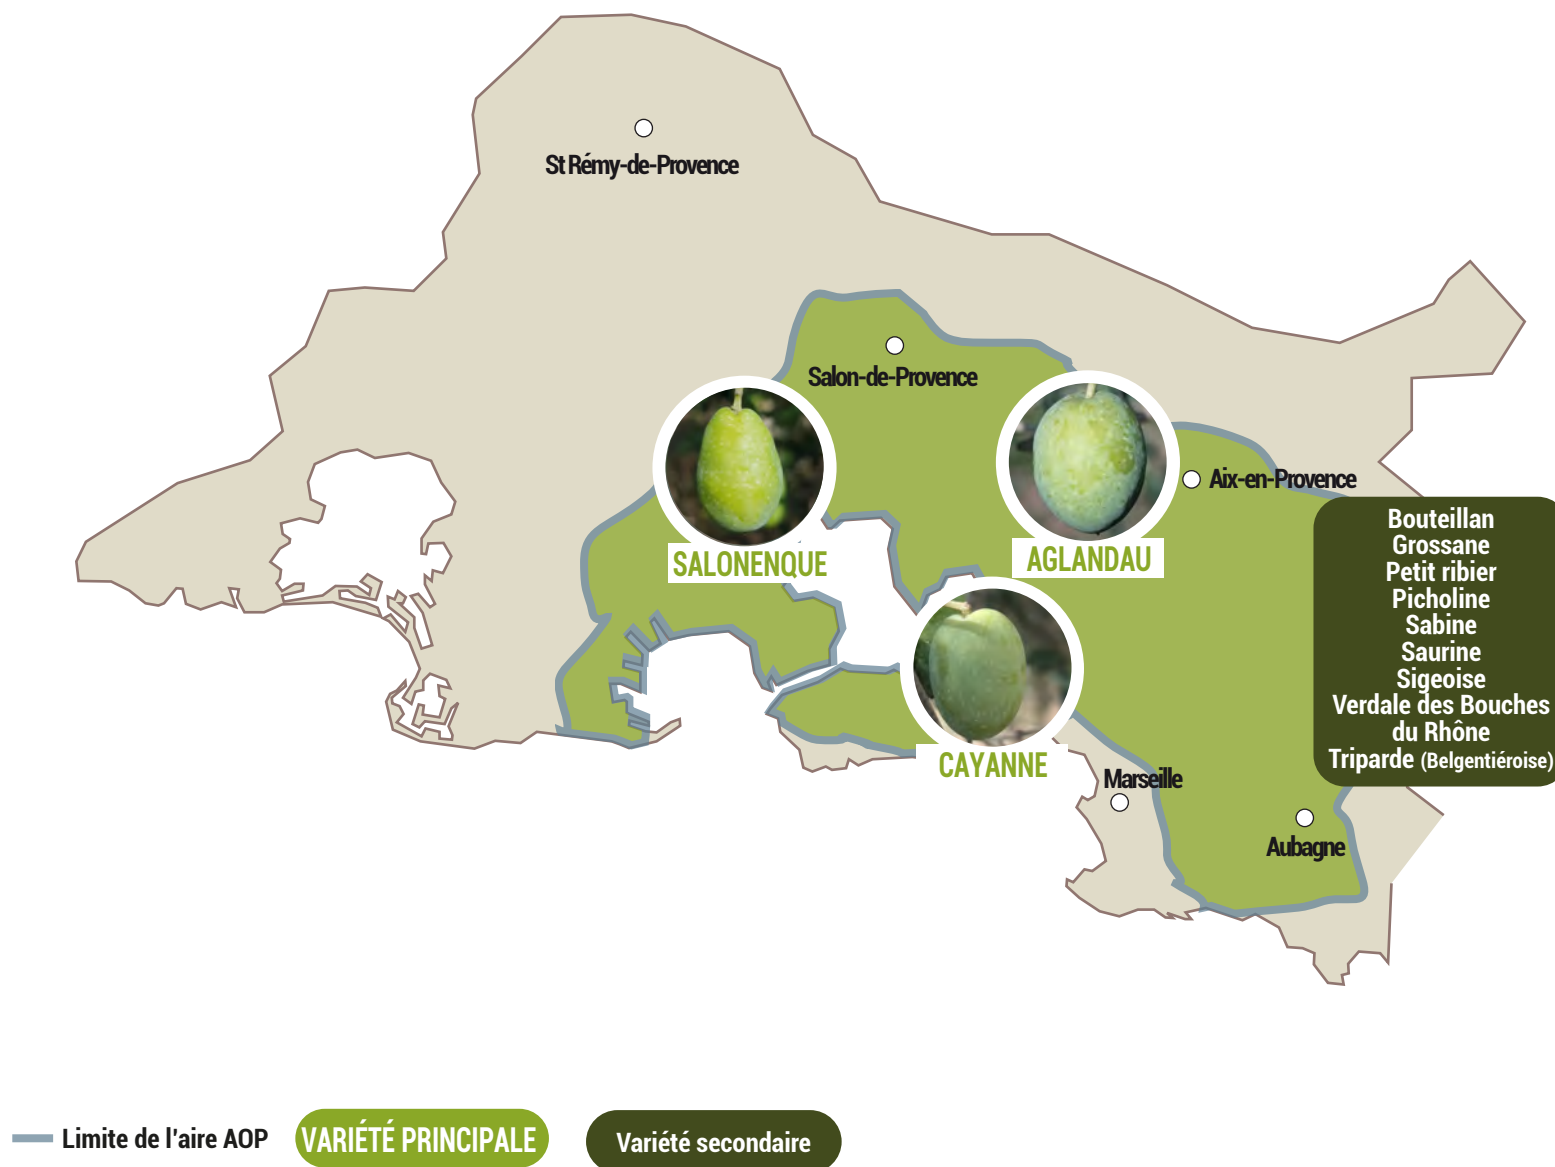 St Rémy-de-Provence
Salon-de-Provence
SALONENQUE
AGLANDAU
Aix-en-Provence
Bouteillan
Grossane
Petit ribier
Picholine
Sabine
Saurine
Sigeoise
Verdale des Bouches
du Rhône
Triparde (Belgentiéroise)
CAYANNE
Marseille
Aubagne
Limite de l'aire AOP
VARIÉTÉ PRINCIPALE
Variété secondaire